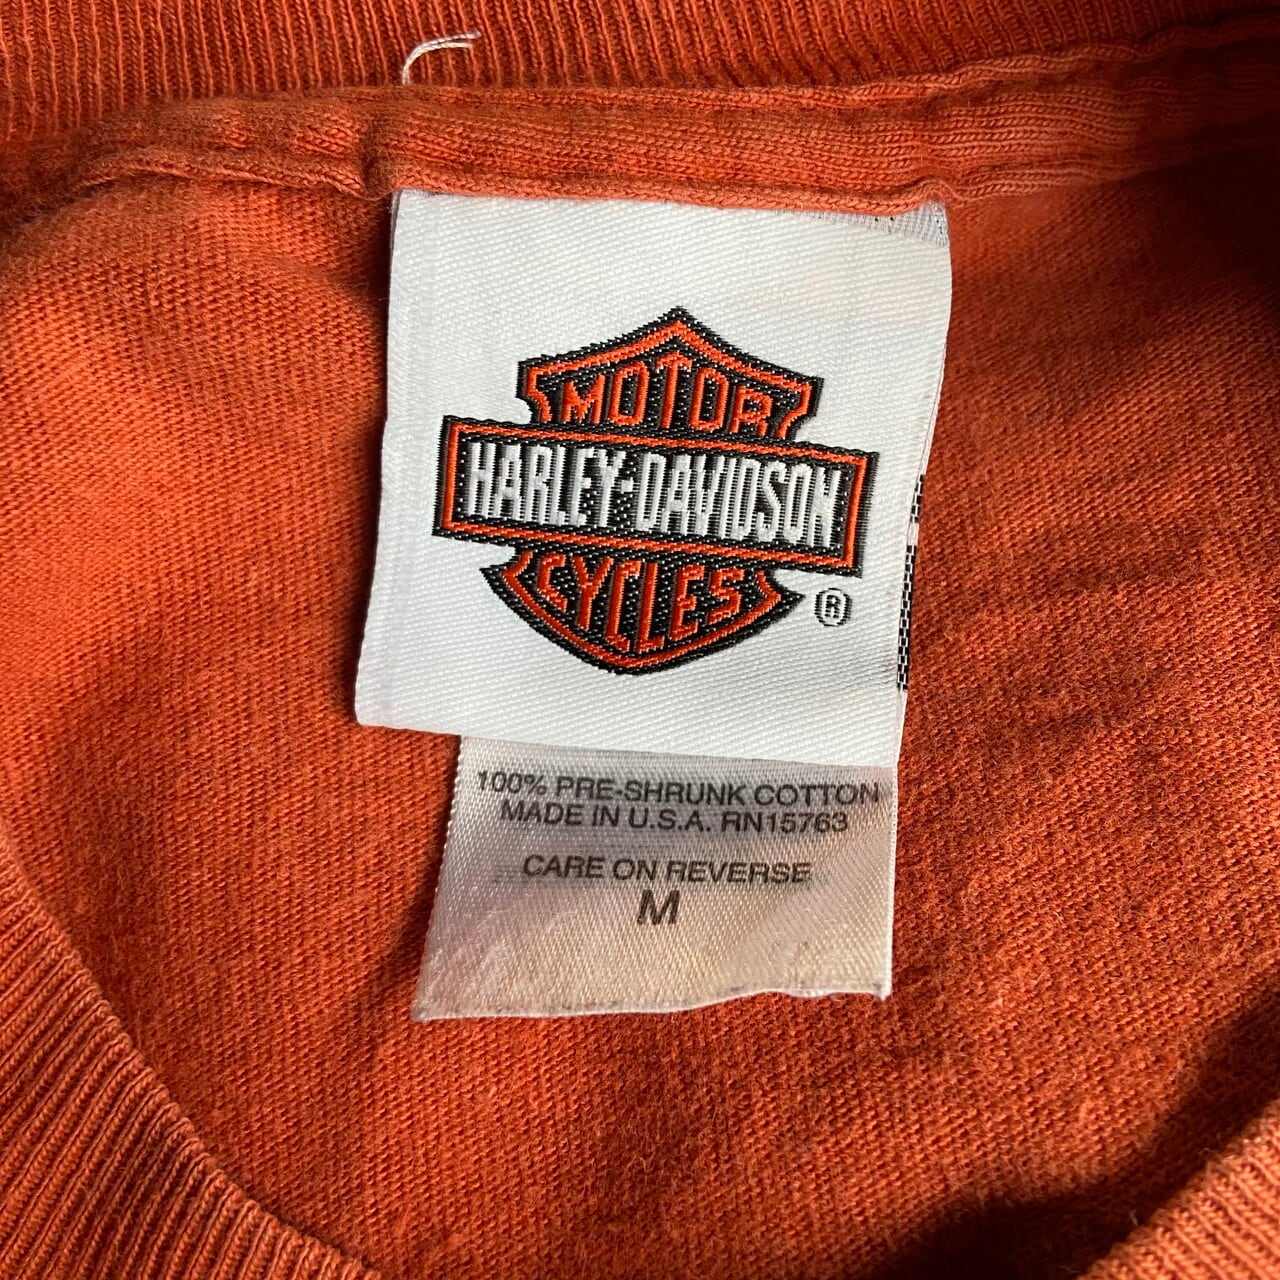 MOTOR
HARLEY-DAVIDSON
CYCLES
®
100% PRE-SHRUNK COTTON
MADE IN U.S.A. RN15763
CARE ON REVERSE
M